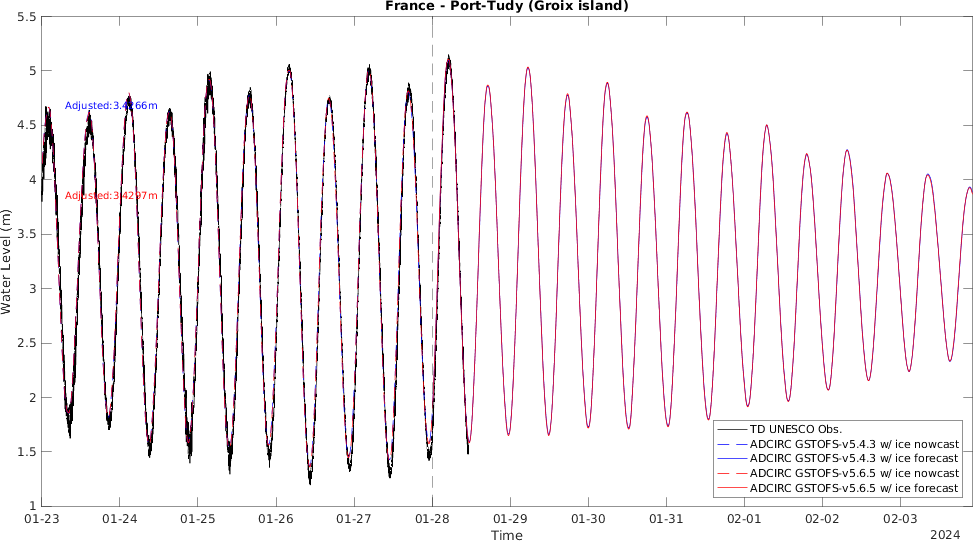 France - Port-Tudy (Groix island)
5.5
5
4.5
4
3.5
3
2.5
2
1.5
1
Water Level (m)
Adjusted:3.4266m
Adjusted:3.4297m
TD UNESCO Obs.
ADCIRC GSTOFS-v5.4.3 w/ ice nowcast
ADCIRC GSTOFS-v5.4.3 w/ ice forecast
ADCIRC GSTOFS-v5.6.5 w/ ice nowcast
ADCIRC GSTOFS-v5.6.5 w/ ice forecast
01-23 01-24 01-25 01-26 01-27 01-28 01-29 01-30 01-31 02-01 02-02 02-03
Time
2024